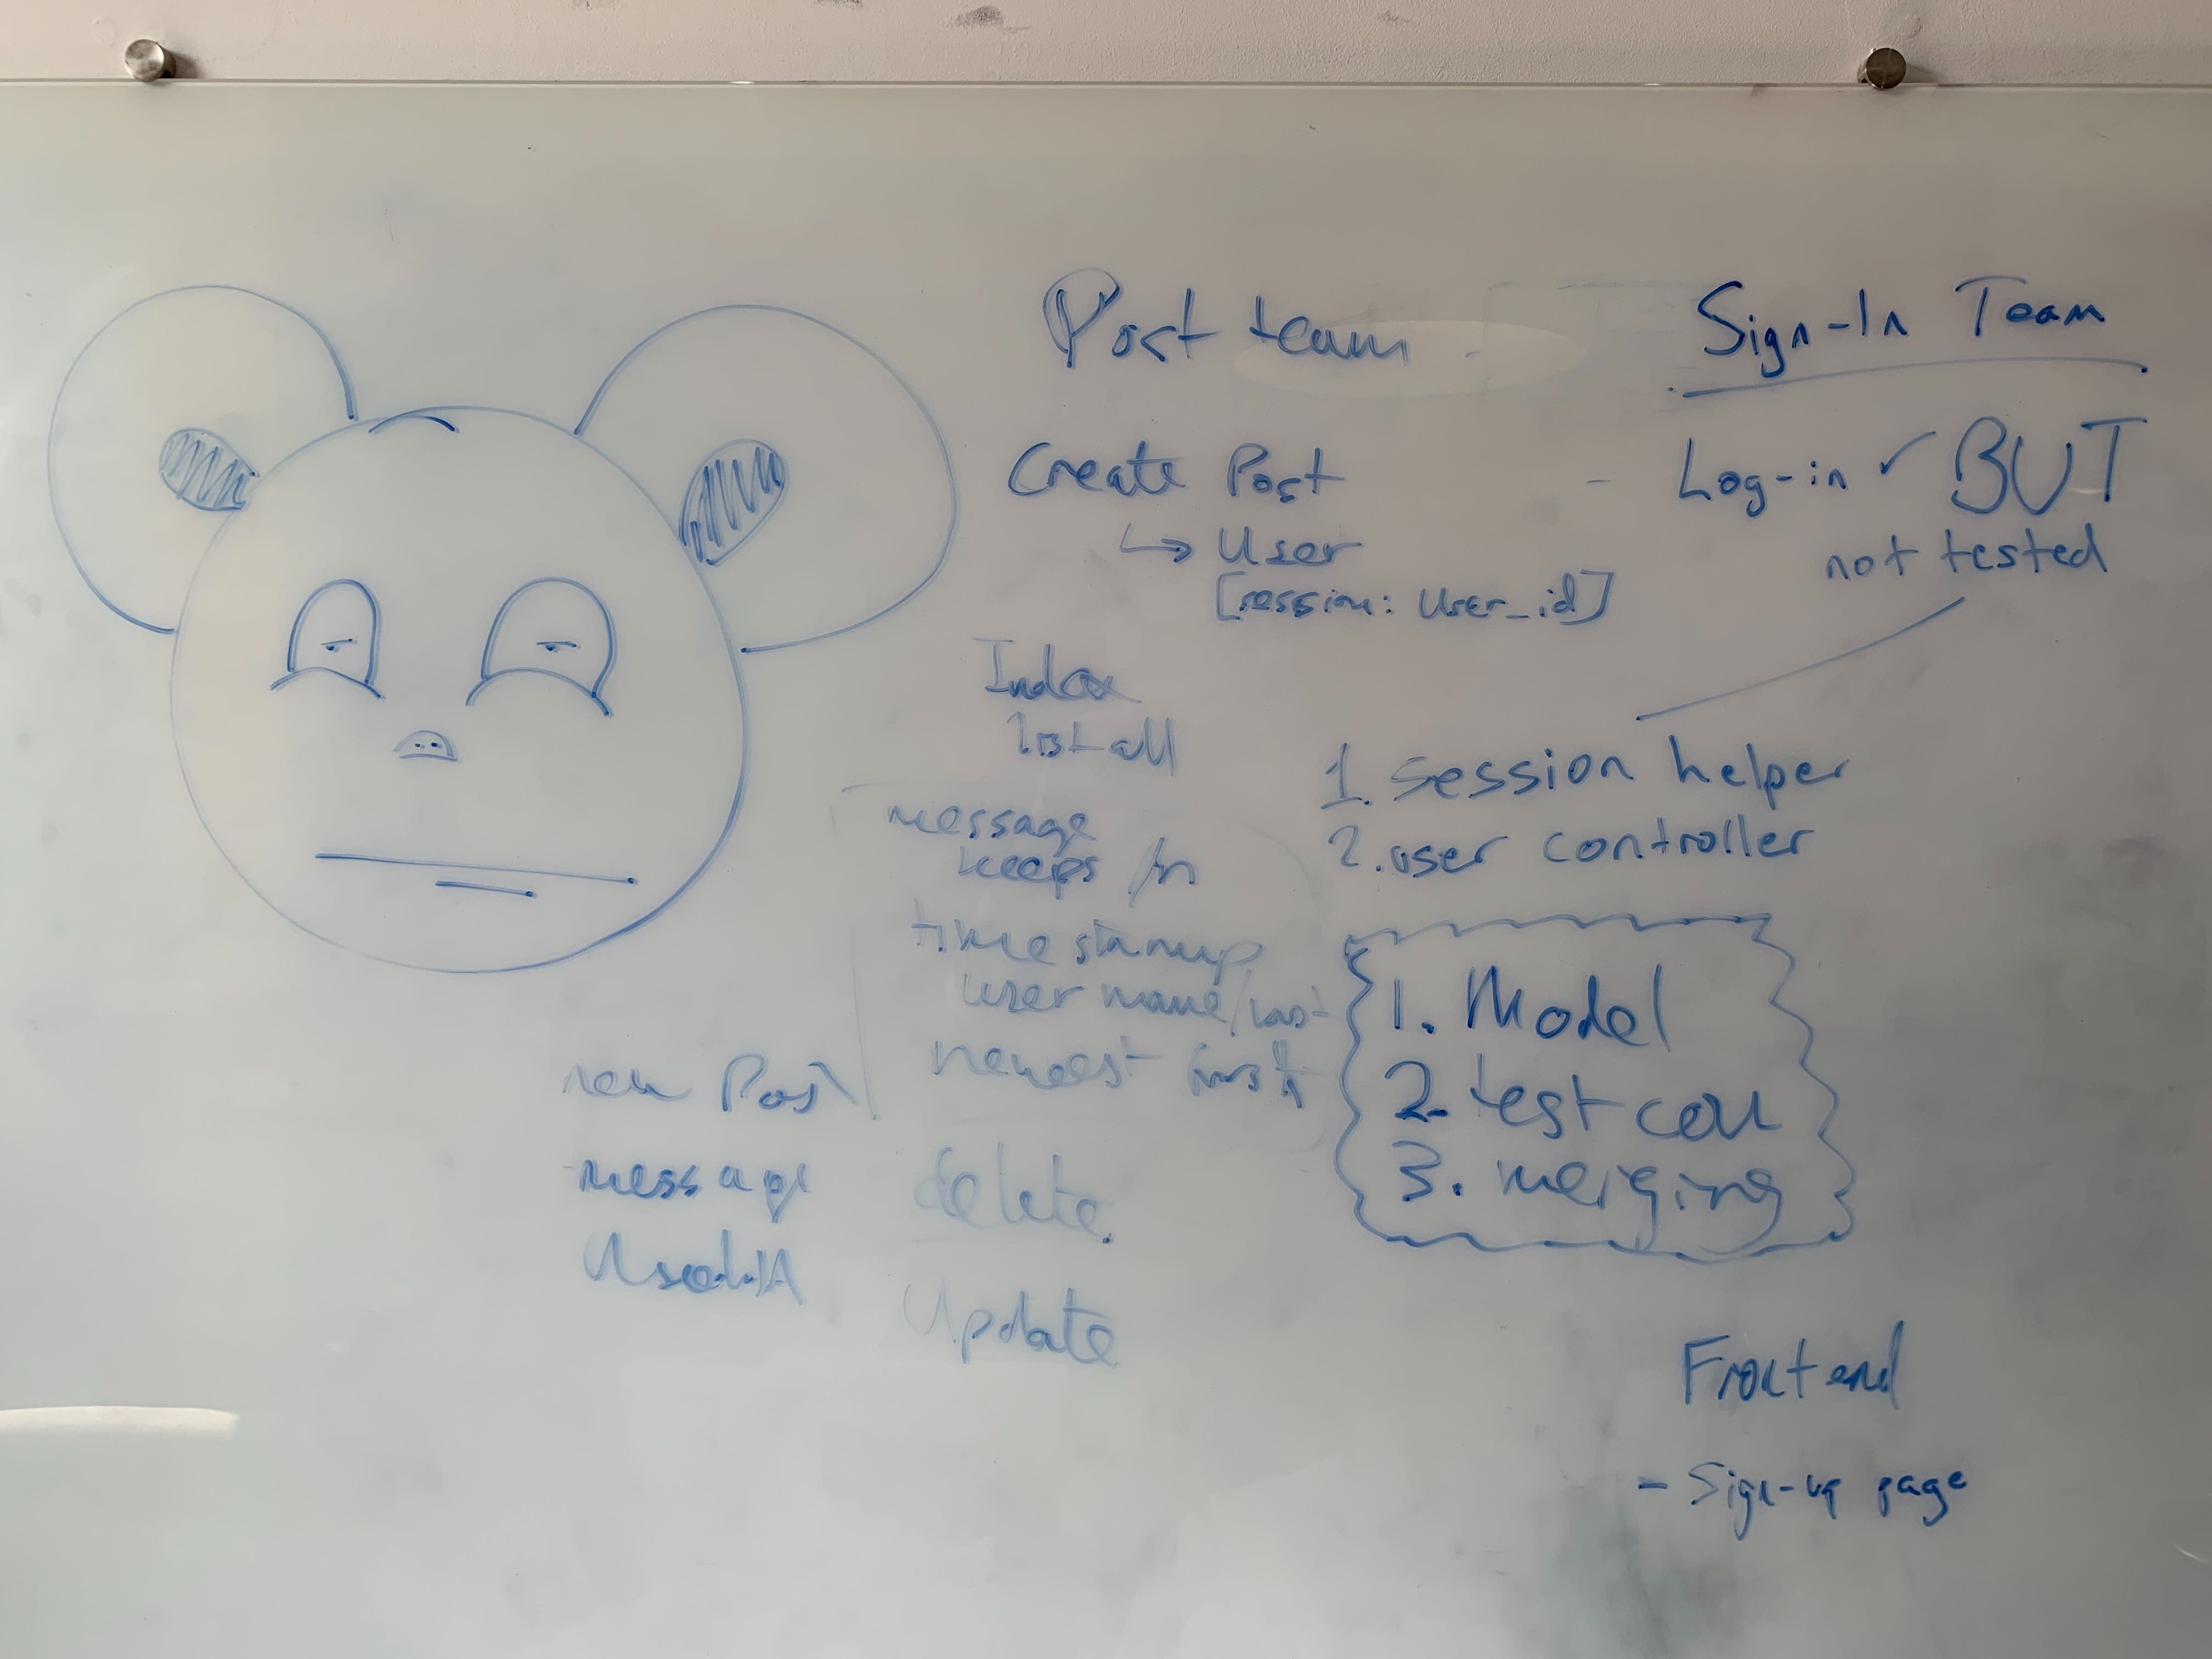 Post team
Create Post
↳ User
[session: user_id]
Index
list all
message
keeps /n
time stamp
user name/last
newest first
delete.
Update
new Post
message
Sign-In Team
Log-in ✓ BUT
not tested
1. session helper
2. user controller
1. Model
2. test
3. merging
Frontend
- Sign-up page